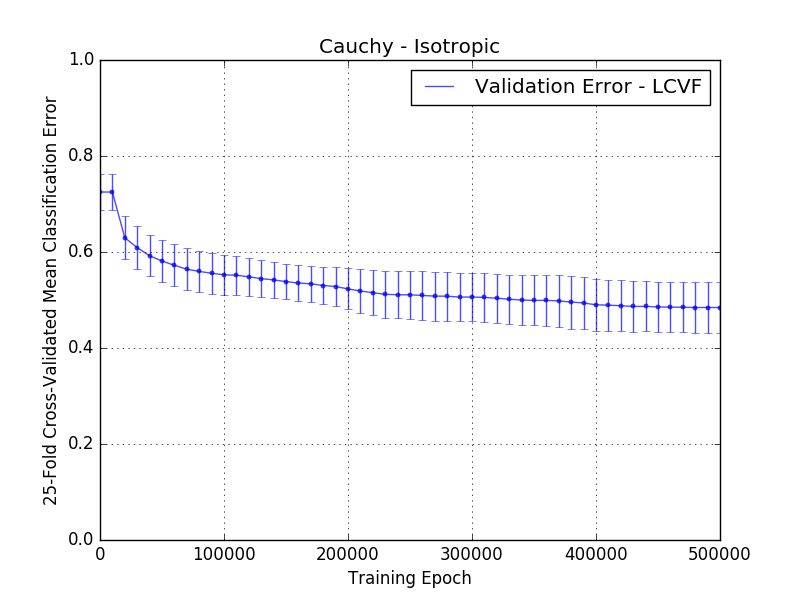 Cauchy - Isotropic
Validation Error - LCVF
25-Fold Cross-Validated Mean Classification Error
1.0
0.8
0.6
0.4
0.2
0.0
0 100000 200000 300000 400000 500000
Training Epoch